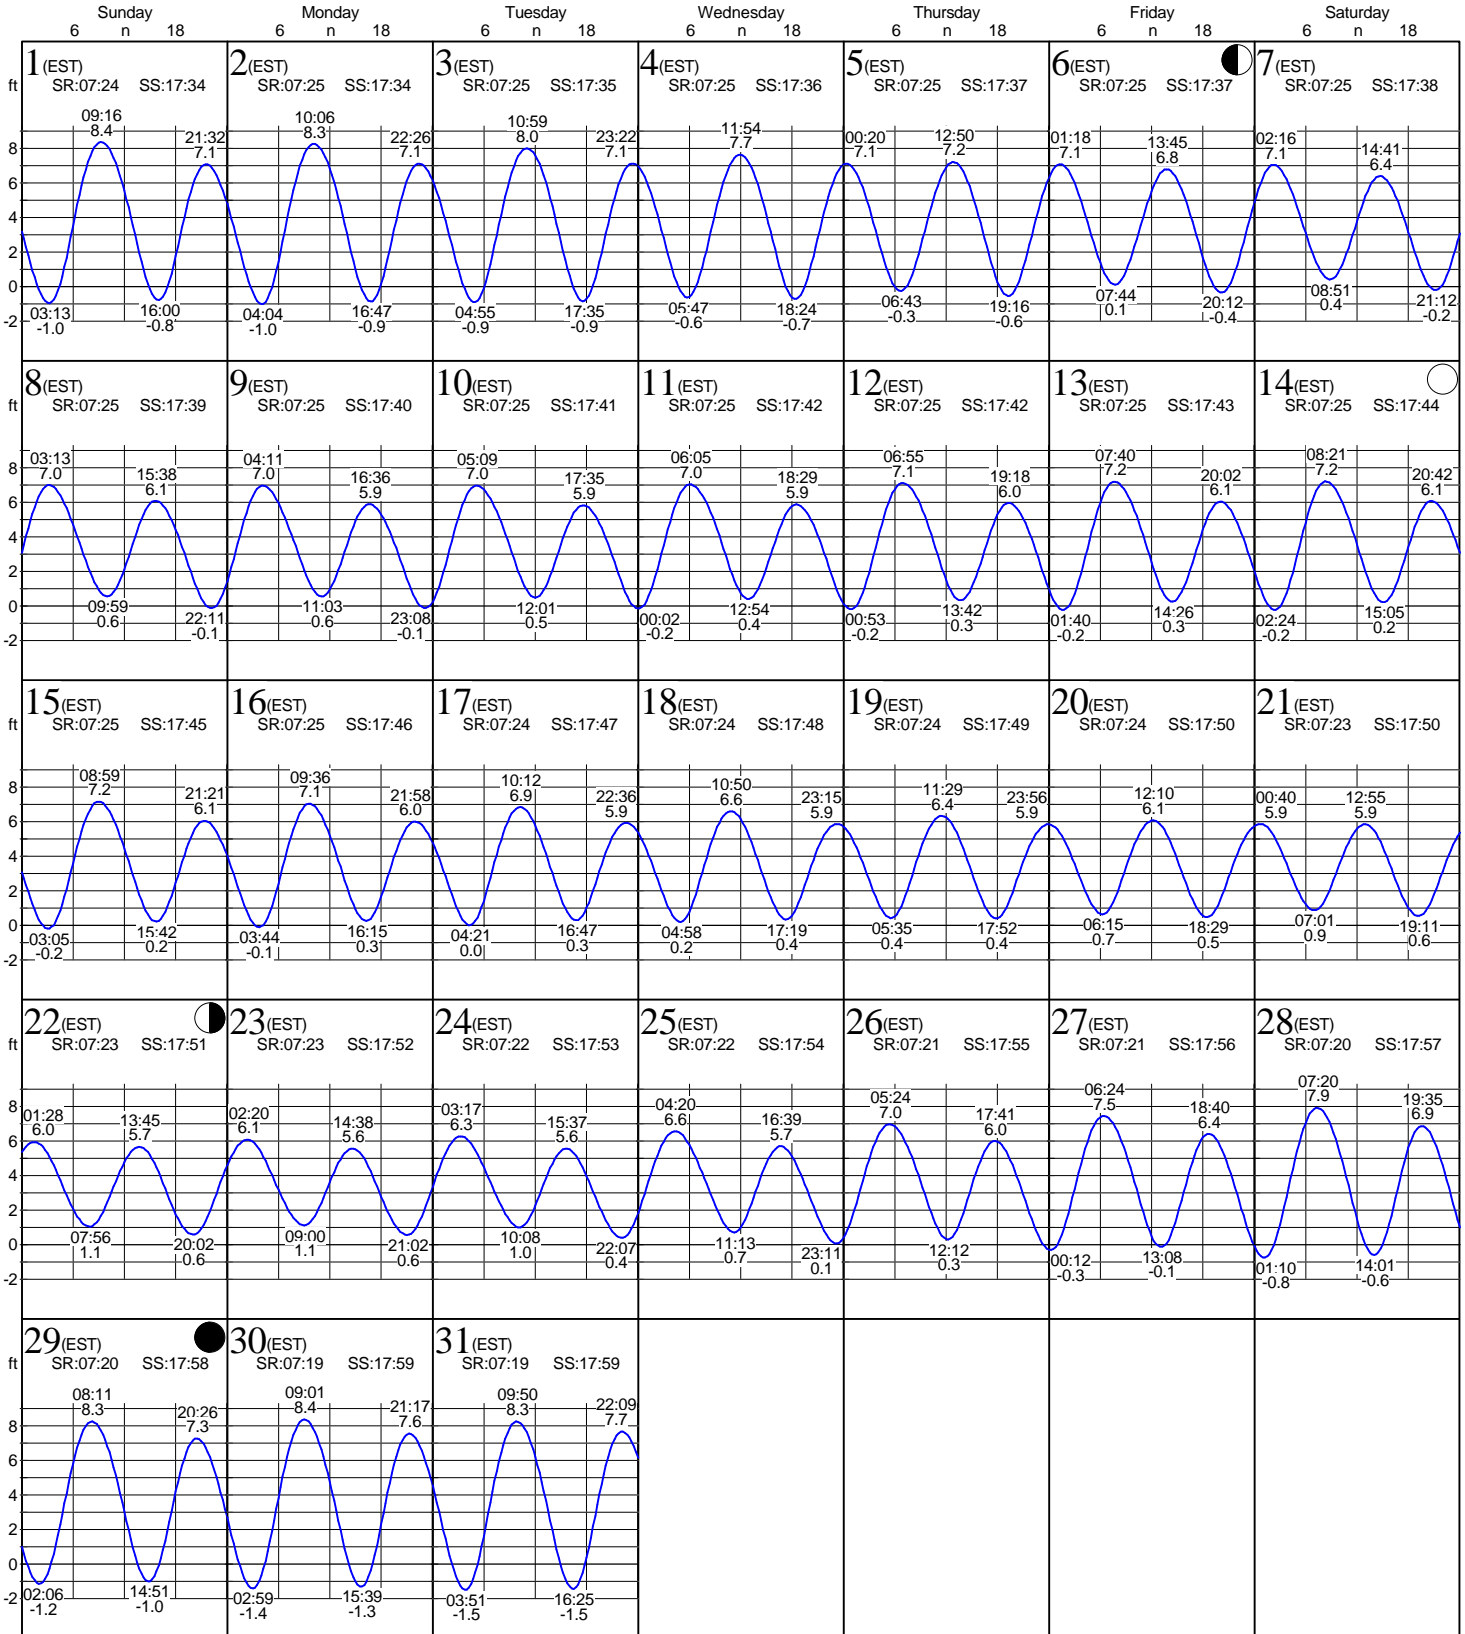 Sunday Monday Tuesday Wednesday Thursday Friday Saturday
6 n 18 6 n 18 6 n 18 6 n 18 6 n 18 6 n 18 6 n 18
1(EST) 2(EST) 3(EST) 4(EST) 5(EST) 6(EST) 7(EST)
ft SR:07:24 SS:17:34 SR:07:25 SS:17:34 SR:07:25 SS:17:35 SR:07:25 SS:17:36 SR:07:25 SS:17:37 SR:07:25 SS:17:37 SR:07:25 SS:17:38
09:16 21:32 10:06 22:26 10:59 23:22 11:54 00:20 12:50 01:18 13:45 02:16 14:41
8.4 7.1 8.3 7.1 8.0 7.1 7.7 7.1 7.2 7.1 6.8 7.1 6.4
8
6
4
2
0
-2
03:13 16:00 04:04 16:47 04:55 17:35 05:47 18:24 06:43 19:16 07:44 20:12 08:51 21:12
-1.0 -0.8 -1.0 -0.9 -0.9 -0.9 -0.6 -0.7 -0.3 -0.6 0.1 -0.4 0.4 -0.2
8(EST) 9(EST) 10(EST) 11(EST) 12(EST) 13(EST) 14(EST)
ft SR:07:25 SS:17:39 SR:07:25 SS:17:40 SR:07:25 SS:17:41 SR:07:25 SS:17:42 SR:07:25 SS:17:42 SR:07:25 SS:17:43 SR:07:25 SS:17:44
03:13 15:38 04:11 16:36 05:09 17:35 06:05 18:29 06:55 19:18 07:40 20:02 08:21 20:42
7.0 6.1 7.0 5.9 7.0 5.9 7.0 5.9 7.1 6.0 7.2 6.1 7.2 6.1
8
6
4
2
0
-2
09:59 22:11 11:03 23:08 12:01 00:02 12:54 00:53 13:42 01:40 14:26 02:24 15:05
0.6 -0.1 0.6 -0.1 0.5 -0.2 0.4 -0.2 0.3 -0.2 0.3 -0.2 0.2
15(EST) 16(EST) 17(EST) 18(EST) 19(EST) 20(EST) 21(EST)
ft SR:07:25 SS:17:45 SR:07:25 SS:17:46 SR:07:24 SS:17:47 SR:07:24 SS:17:48 SR:07:24 SS:17:49 SR:07:24 SS:17:50 SR:07:23 SS:17:50
08:59 21:21 09:36 21:58 10:12 22:36 10:50 23:15 11:29 23:56 12:10 00:40 12:55
7.2 6.1 7.1 6.0 6.9 5.9 6.6 5.9 6.4 5.9 6.1 5.9 5.9
8
6
4
2
0
-2
03:05 15:42 03:44 16:15 04:21 16:47 04:58 17:19 05:35 17:52 06:15 18:29 07:01 19:11
-0.2 0.2 -0.1 0.3 0.0 0.3 0.2 0.4 0.4 0.4 0.7 0.5 0.9 0.6
22(EST) 23(EST) 24(EST) 25(EST) 26(EST) 27(EST) 28(EST)
ft SR:07:23 SS:17:51 SR:07:23 SS:17:52 SR:07:22 SS:17:53 SR:07:22 SS:17:54 SR:07:21 SS:17:55 SR:07:21 SS:17:56 SR:07:20 SS:17:57
01:28 13:45 02:20 14:38 03:17 15:37 04:20 16:39 05:24 17:41 06:24 18:40 07:20 19:35
6.0 5.7 6.1 5.6 6.3 5.6 6.6 5.7 7.0 6.0 7.5 6.4 7.9 6.9
8
6
4
2
0
-2
07:56 20:02 09:00 21:02 10:08 22:07 11:13 23:11 12:12 00:12 13:08 01:10 14:01
1.1 0.6 1.1 0.6 1.0 0.4 0.7 0.1 0.3 -0.3 -0.1 -0.8 -0.6
29(EST) 30(EST) 31(EST)
ft SR:07:20 SS:17:58 SR:07:19 SS:17:59 SR:07:19 SS:17:59
08:11 20:26 09:01 21:17 09:50 22:09
8.3 7.3 8.4 7.6 8.3 7.7
8
6
4
2
0
-2
02:06 14:51 02:59 15:39 03:51 16:25
-1.2 -1.0 -1.4 -1.3 -1.5 -1.5